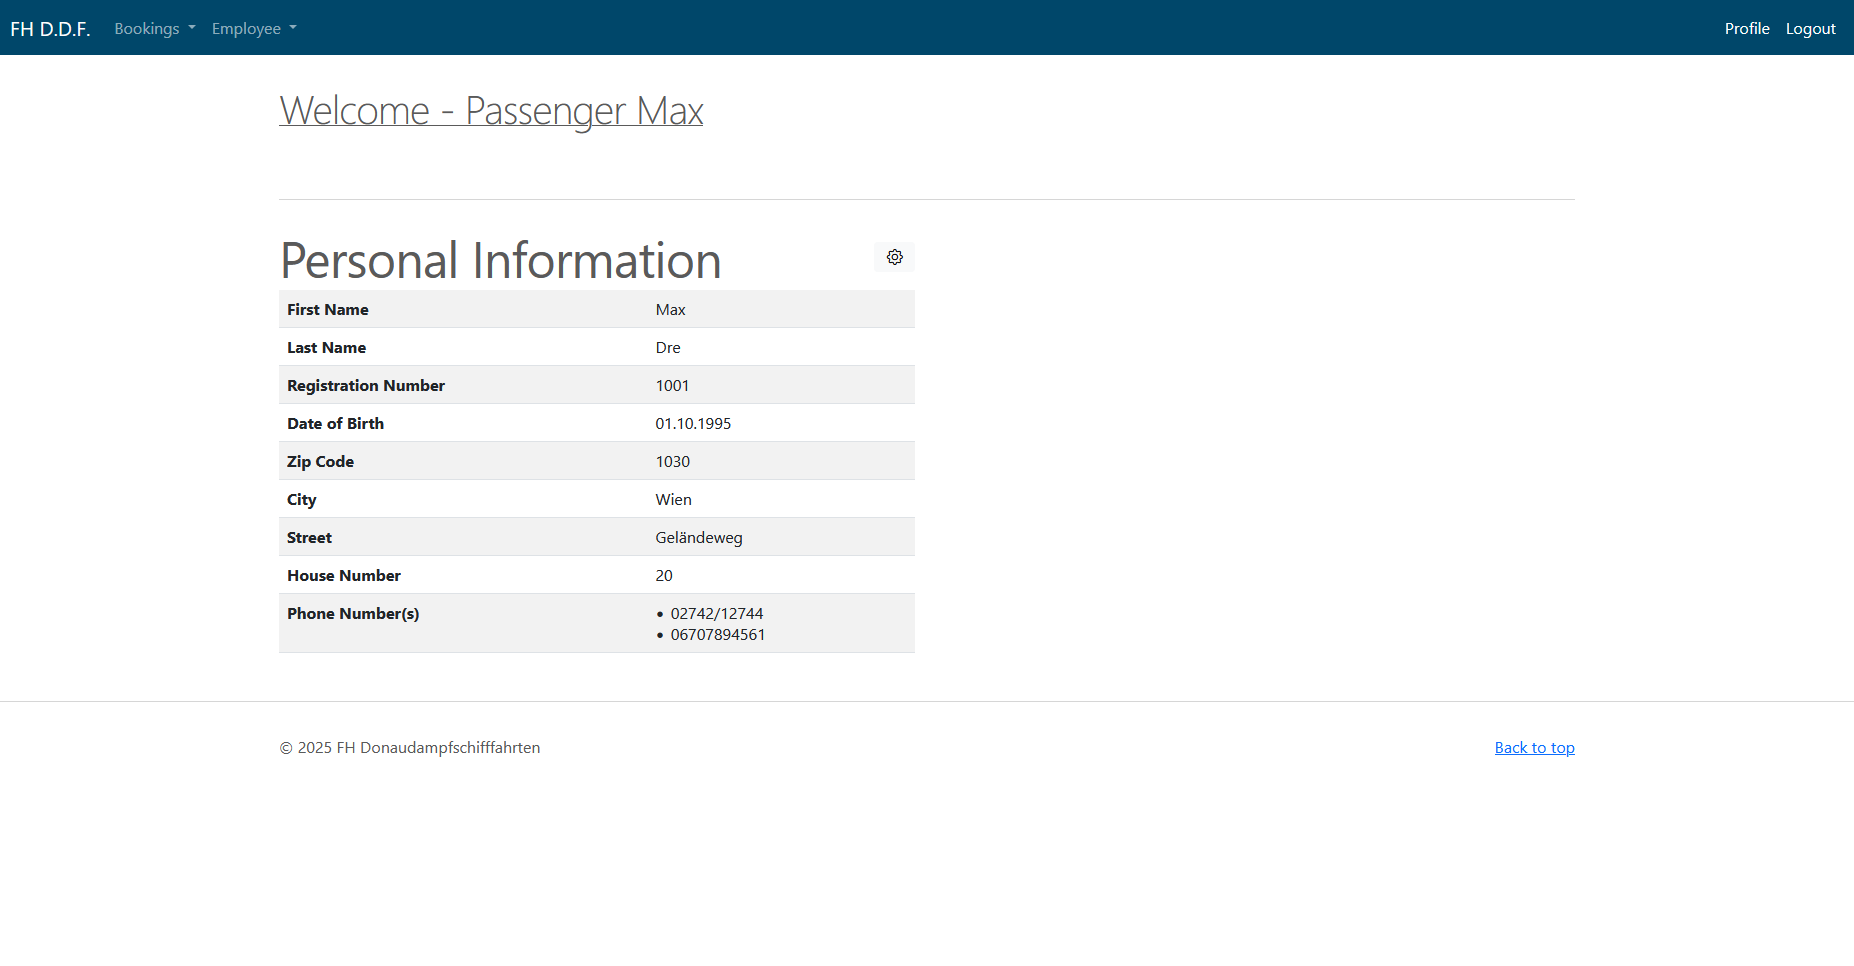 FH D.D.F. Bookings Employee Profile Logout
Welcome - Passenger Max
Personal Information
First Name Max
Last Name Dre
Registration Number 1001
Date of Birth 01.10.1995
Zip Code 1030
City Wien
Street Geländeweg
House Number 20
Phone Number(s) • 02742/12744
• 06707894561
© 2025 FH Donaudampfschifffahrten Back to top